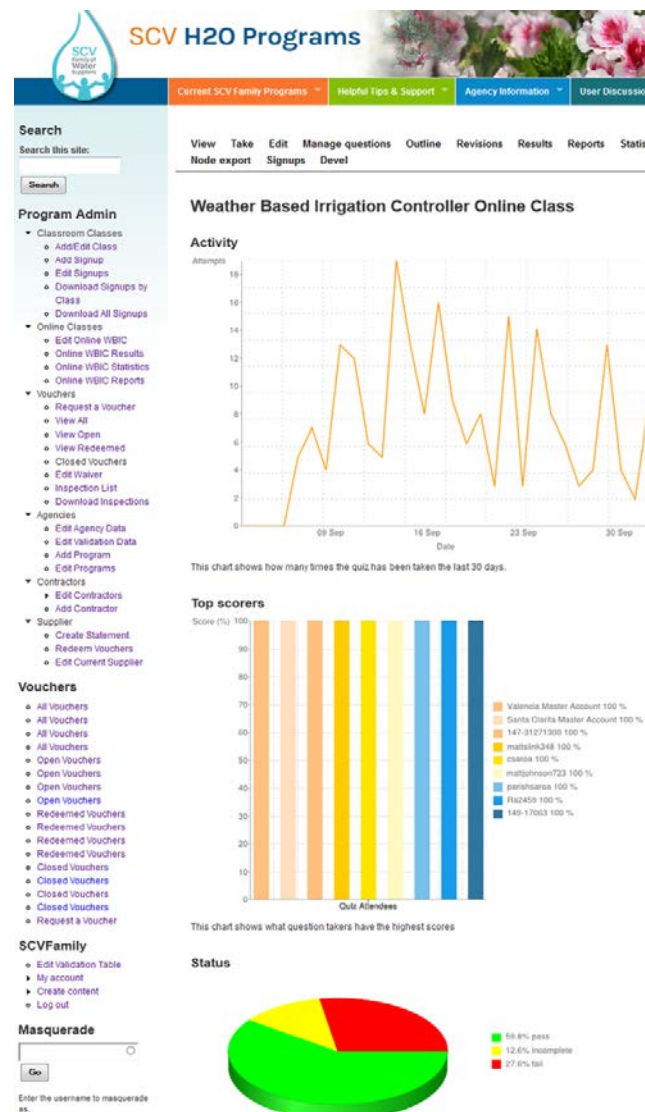 SCV
Family of
Water
Suppliers
SCV H2O Programs
Current SCV Family Programs
Helpful Tips & Support
Agency Information
User Discussio
Search
Search this site:
Search
Program Admin
Classroom Classes
Add/Edit Class
Add Signup
Edit Signups
Download Signups by
Class
Download All Signups
Online Classes
Edit Online WBIC
Online WBIC Results
Online WBIC Statistics
Online WBIC Reports
Vouchers
Request a Voucher
View All
View Open
View Redeemed
Closed Vouchers
Edit Waiver
Inspection List
Download Inspections
Agencies
Edit Agency Data
Edit Validation Data
Add Program
Edit Programs
Contractors
Edit Contractors
Add Contractor
Supplier
Create Statement
Redeem Vouchers
Edit Current Supplier
Vouchers
All Vouchers
All Vouchers
All Vouchers
All Vouchers
Open Vouchers
Open Vouchers
Open Vouchers
Open Vouchers
Redeemed Vouchers
Redeemed Vouchers
Redeemed Vouchers
Redeemed Vouchers
Closed Vouchers
Closed Vouchers
Closed Vouchers
Closed Vouchers
Request a Voucher
SCVFamily
Edit Validation Table
My account
Create content
Log out
Masquerade
Go
Enter the username to masquerade
as.
View Take Edit Manage questions Outline Revisions Results Reports Statis
Node export Signups Devel
Weather Based Irrigation Controller Online Class
Activity
Attempts
18
16
14
12
10
8
6
4
2
0
09 Sep 16 Sep 23 Sep 30 Sep
Date
This chart shows how many times the quiz has been taken the last 30 days.
Top scorers
Score (%) 100
90
80
70
60
50
40
30
20
10
0
Quiz Attendees
Valencia Master Account 100 %
Santa Clarita Master Account 100 %
147-31271300 100 %
mattslink348 100 %
csaroa 100 %
mattjohnson723 100 %
parishsaroa 100 %
Ra2459 100 %
149-17063 100 %
This chart shows what question takers have the highest scores
Status
59.8% pass
12.6% incomplete
27.6% fail